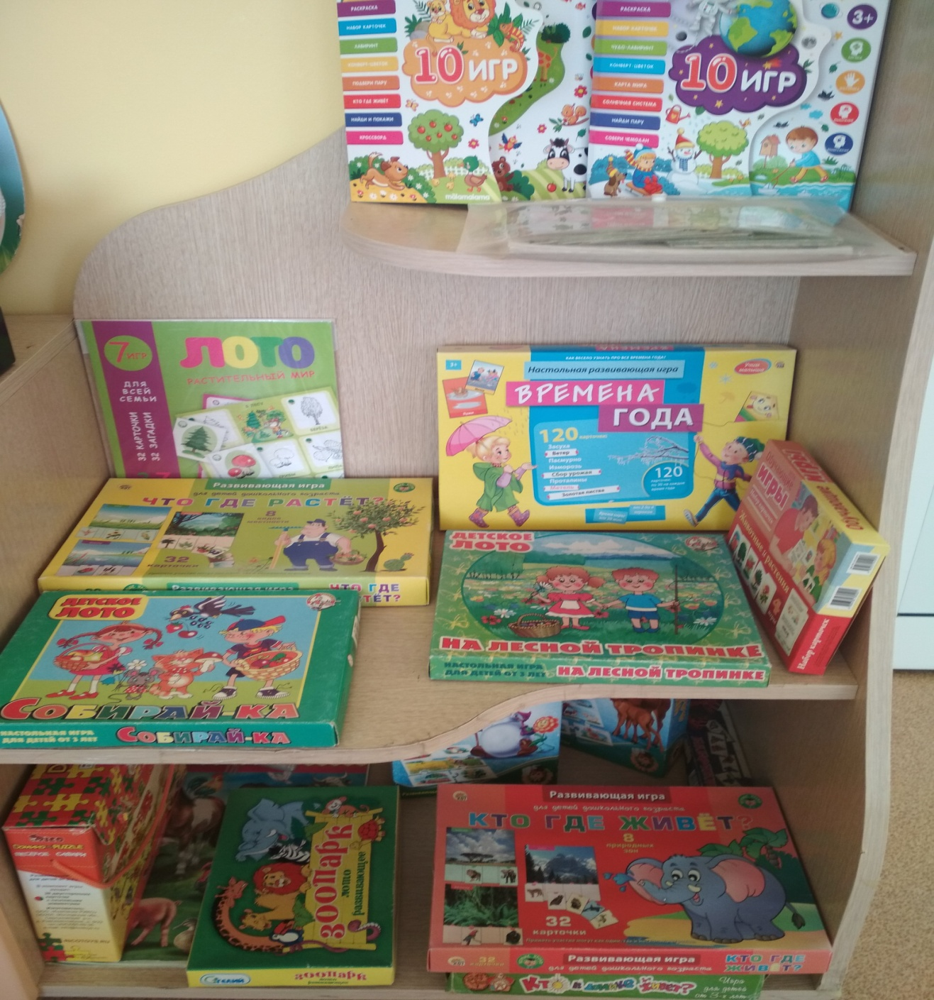 РАСКРАСКА
НАБОР КАРТОЧЕК
ЛАБИРИНТ
КОНВЕРТ-ЦВЕТОК
ПОДБЕРИ ПАРУ
КТО ГДЕ ЖИВЁТ
НАЙДИ И ПОКАЖИ
КРОССВОРД
10 ИГР
malamalama
РАСКРАСКА
НАБОР КАРТОЧЕК
ЧУДО-ЛАБИРИНТ
КОНВЕРТ-ЦВЕТОК
КАРТА МИРА
СОЛНЕЧНАЯ СИСТЕМА
НАЙДИ ПАРУ
СОБЕРИ ЧЕМОДАН
10 ИГР
3+
7 ИГР
ДЛЯ
ВСЕЙ
СЕМЬИ
32 КАРТОЧКИ
32 ЗАГАДКИ
ЛОТО
РАСТИТЕЛЬНЫЙ МИР
БЕРЁЗА
3+
КАК ВЕСЕЛО УЗНАТЬ ПРО ВСЕ ВРЕМЕНА ГОДА!
Настольная развивающая игра
ВРЕМЕНА
ГОДА
120 карточек:
Засуха
Ветер
Пасмурно
Изморозь
Сбор урожая
Проталины
Метель
Золотая листва
120
карточек
Развивающая игра
для детей дошкольного возраста
ЧТО ГДЕ РАСТЁТ?
8
видов
местности
32
карточки
Развивающая игра
ЧТО ГДЕ
РАСТЁТ?
ДЕТСКОЕ
ЛОТО
СОБИРАЙ-КА
НАСТОЛЬНАЯ ИГРА
ДЛЯ ДЕТЕЙ ОТ 3 ЛЕТ
СОБИРАЙ-КА
ДЕТСКОЕ
ЛОТО
НА ЛЕСНОЙ ТРОПИНКЕ
НАСТОЛЬНАЯ ИГРА
ДЛЯ ДЕТЕЙ ОТ 3 ЛЕТ
НА ЛЕСНОЙ ТРОПИНКЕ
ИГРЫ
Животные и растения
Набор карточек
PUZZLE
ЗООПАРК
лото
развивающее
СТЕЛЛА
ЗООПАРК
Развивающая игра
для детей дошкольного возраста
КТО ГДЕ ЖИВЁТ?
8
природных
зон
32
карточки
32
карточки
Развивающая игра
для детей дошкольного возраста
КТО ГДЕ
ЖИВЁТ?
Кто в домике живёт?
Игра
для детей
от 3-х лет